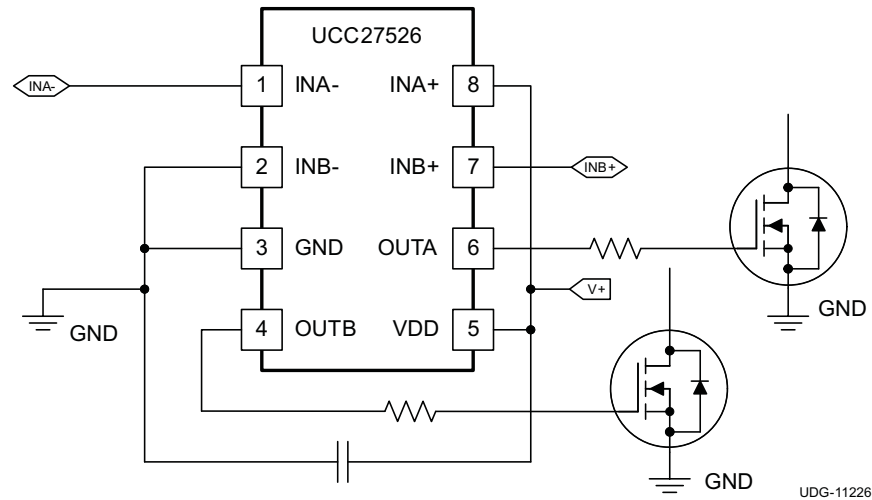 UCC27526
INA-
1
INA-
INA+
8
2
INB-
INB+
7
INB+
3
GND
OUTA
6
V+
GND
GND
4
OUTB
VDD
5
GND
UDG-11226